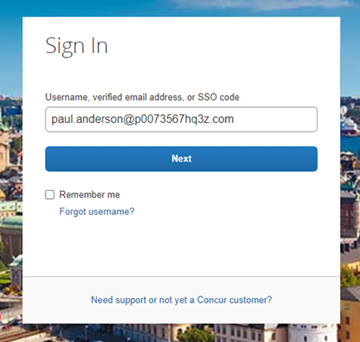 Sign In
Username, verified email address, or SSO code
paul.anderson@p0073567hq3z.com
Next
Remember me
Forgot username?
Need support or not yet a Concur customer?